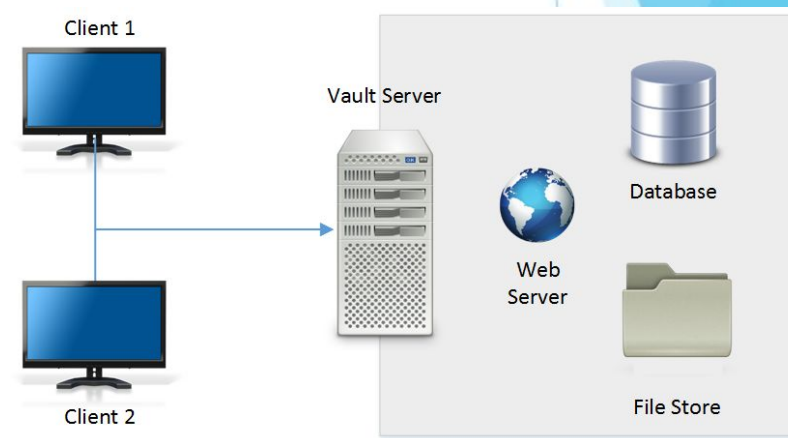 Client 1
Vault Server
Database
Web
Server
File Store
Client 2